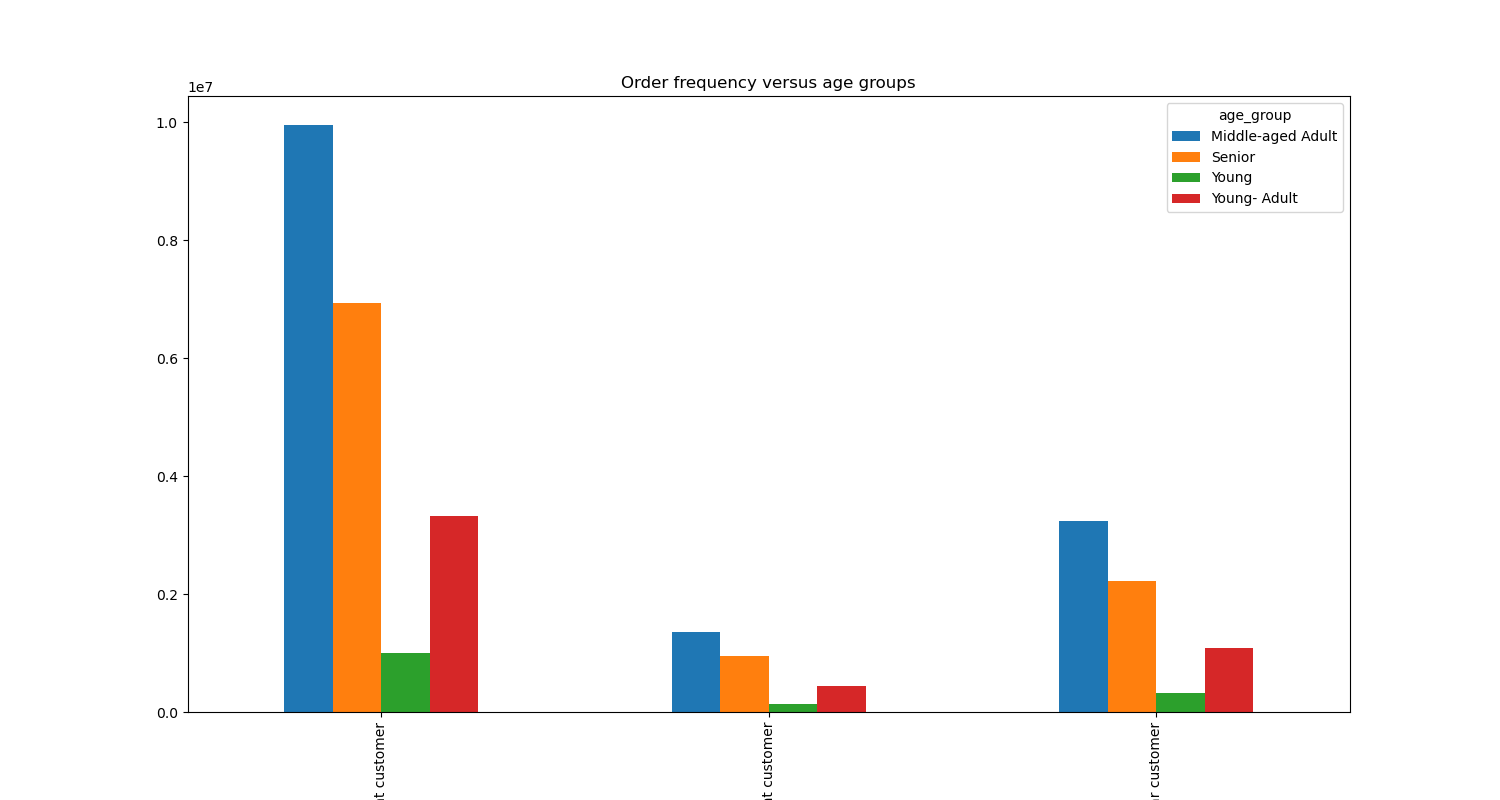 Order frequency versus age groups
1e7
1.0
0.8
0.6
0.4
0.2
0.0
age_group
Middle-aged Adult
Senior
Young
Young- Adult
customer
customer
customer